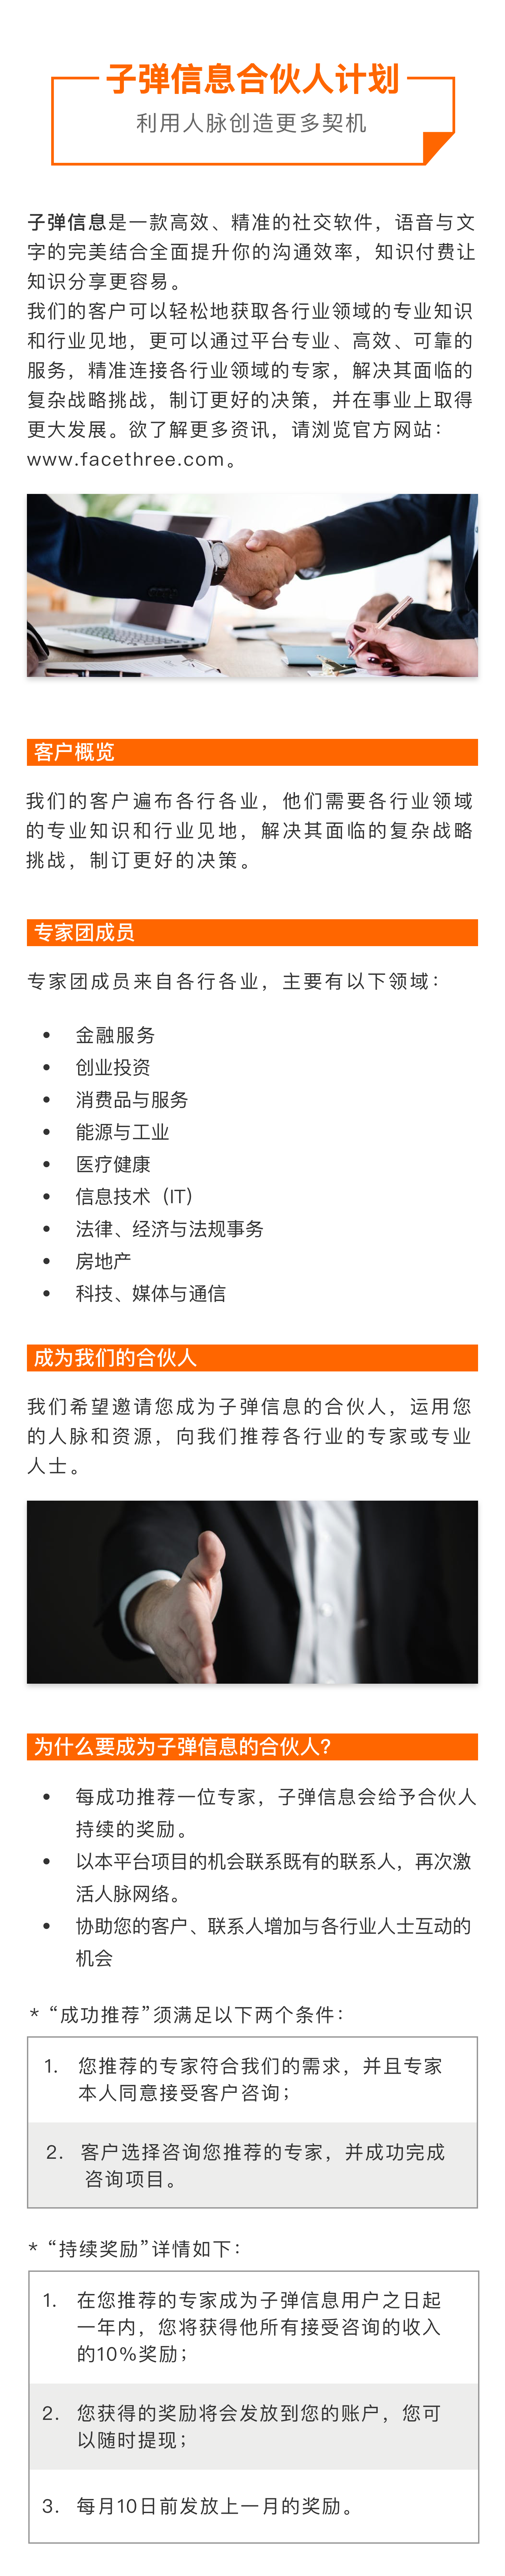 子弹信息合伙人计划
利用人脉创造更多契机
子弹信息是一款高效、精准的社交软件，语音与文
字的完美结合全面提升你的沟通效率，知识付费让
知识分享更容易。
我们的客户可以轻松地获取各行业领域的专业知识
和行业见地，更可以通过平台专业、高效、可靠的
服务，精准连接各行业领域的专家，解决其面临的
复杂战略挑战，制订更好的决策，并在事业上取得
更大发展。欲了解更多资讯，请浏览官方网站：
www.facethree.com。
客户概览
我们的客户遍布各行各业，他们需要各行业领域
的专业知识和行业见地，解决其面临的复杂战略
挑战，制订更好的决策。
专家团成员
专家团成员来自各行各业，主要有以下领域：
• 金融服务
• 创业投资
• 消费品与服务
• 能源与工业
• 医疗健康
• 信息技术（IT）
• 法律、经济与法规事务
• 房地产
• 科技、媒体与通信
成为我们的合伙人
我们希望邀请您成为子弹信息的合伙人，运用您
的人脉和资源，向我们推荐各行业的专家或专业
人士。
为什么要成为子弹信息的合伙人？
• 每成功推荐一位专家，子弹信息会给予合伙人
持续的奖励。
• 以本平台项目的机会联系既有的联系人，再次激
活人脉网络。
• 协助您的客户、联系人增加与各行业人士互动的
机会
* “成功推荐”须满足以下两个条件：
1. 您推荐的专家符合我们的需求，并且专家
本人同意接受客户咨询；
2. 客户选择咨询您推荐的专家，并成功完成
咨询项目。
* “持续奖励”详情如下：
1. 在您推荐的专家成为子弹信息用户之日起
一年内，您将获得他所有接受咨询的收入
的10%奖励；
2. 您获得的奖励将会发放到您的账户，您可
以随时提现；
3. 每月10日前发放上一月的奖励。